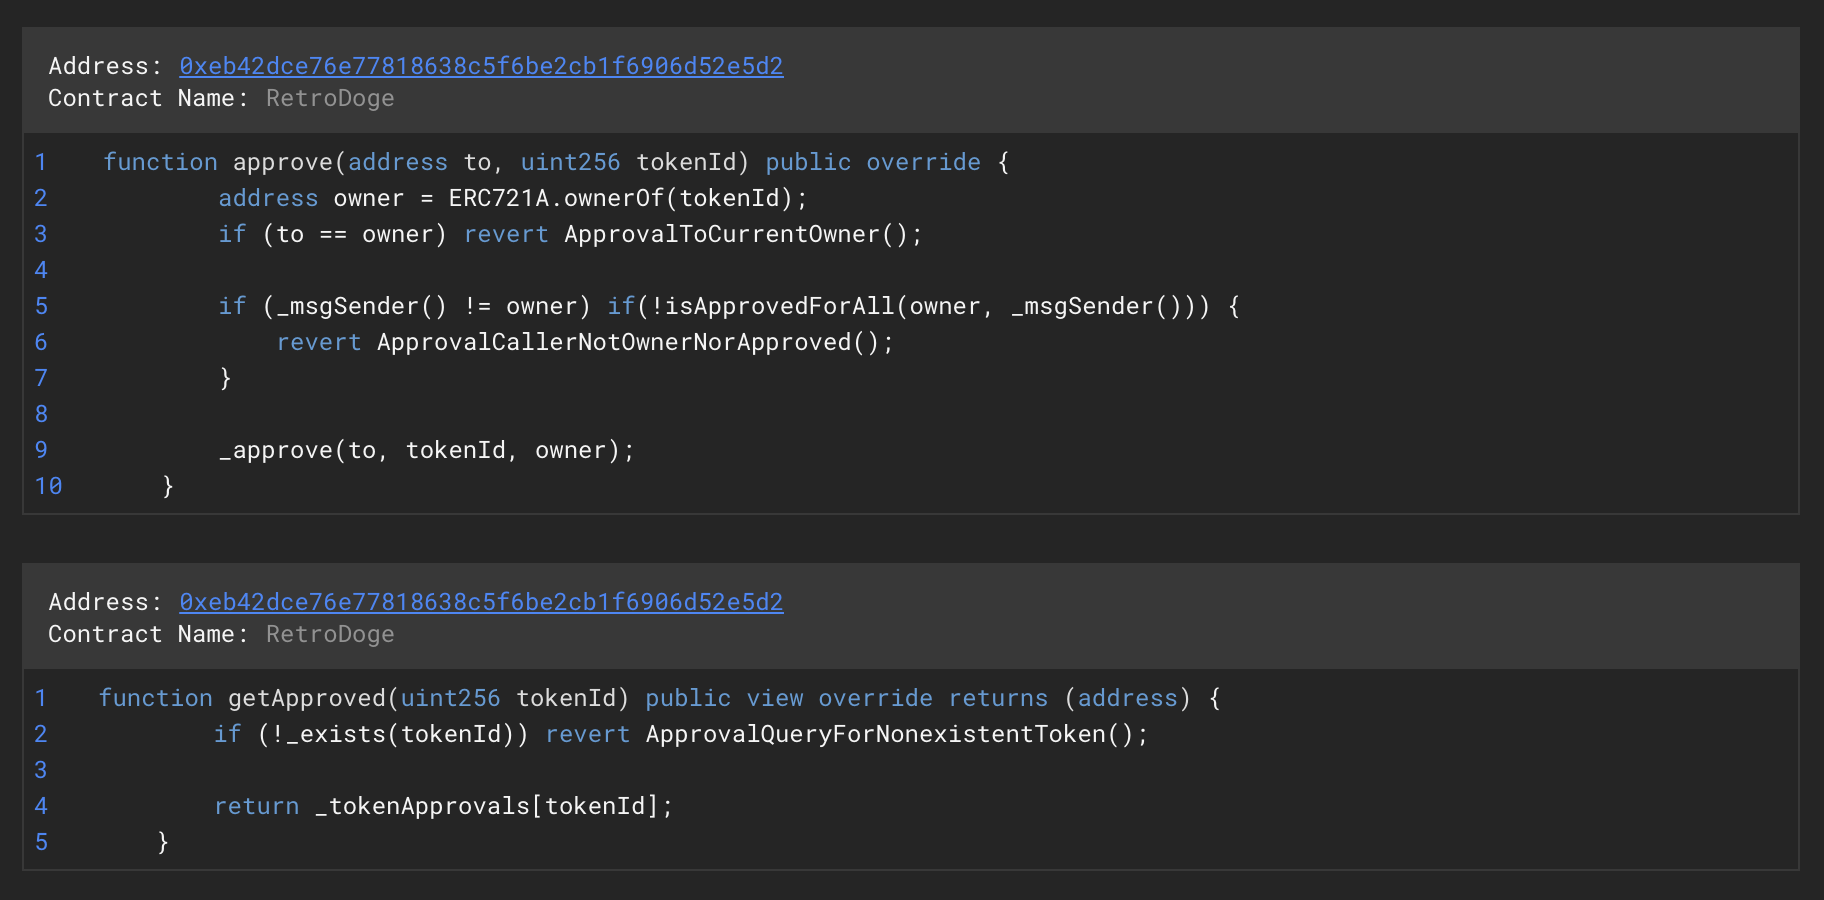 Address: 0xeb42dce76e77818638c5f6be2cb1f6906d52e5d2
Contract Name: RetroDoge
1 function approve(address to, uint256 tokenId) public override {
2 address owner = ERC721A.ownerOf(tokenId);
3 if (to == owner) revert ApprovalToCurrentOwner();
4
5 if (_msgSender() != owner) if(!isApprovedForAll(owner, _msgSender())) {
6 revert ApprovalCallerNotOwnerNorApproved();
7 }
8
9 _approve(to, tokenId, owner);
10 }
Address: 0xeb42dce76e77818638c5f6be2cb1f6906d52e5d2
Contract Name: RetroDoge
1 function getApproved(uint256 tokenId) public view override returns (address) {
2 if (!_exists(tokenId)) revert ApprovalQueryForNonexistentToken();
3
4 return _tokenApprovals[tokenId];
5 }